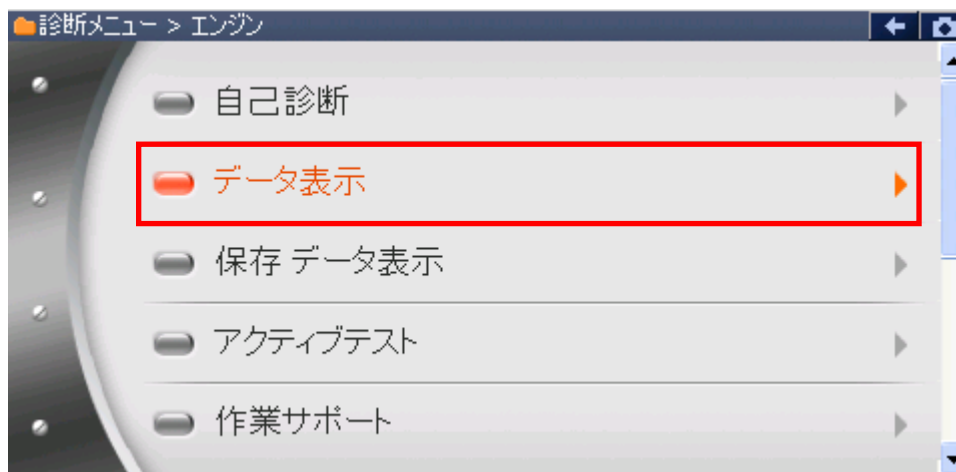 診断メニュー > エンジン
自己診断
データ表示
保存 データ表示
アクティブテスト
作業サポート